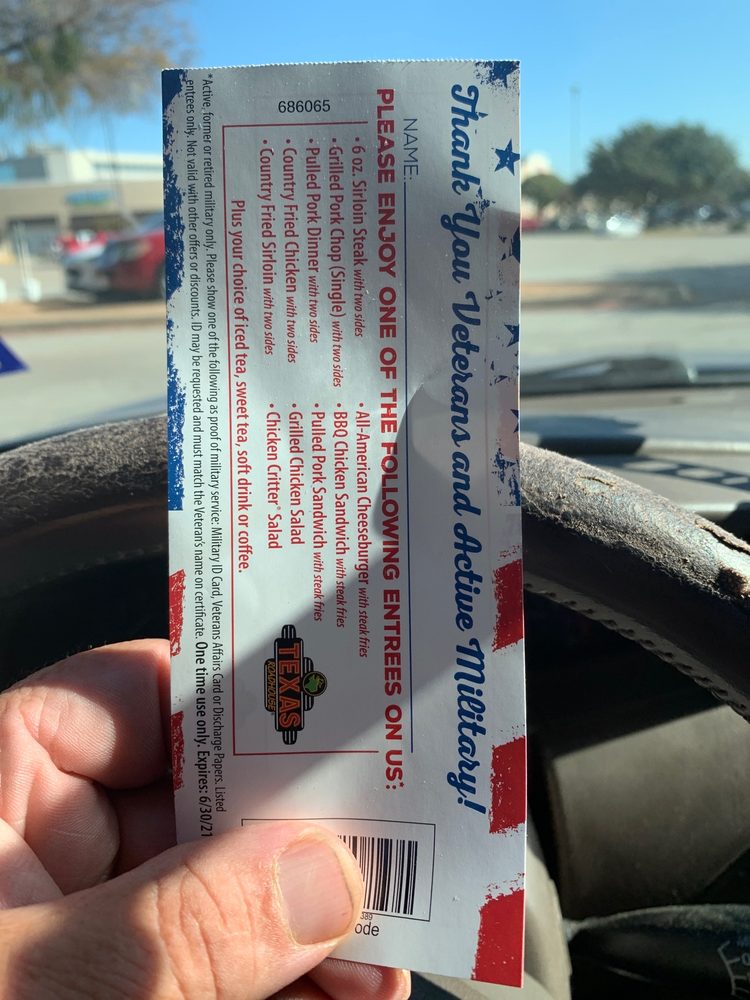 Thank You Veterans and Active Military!
NAME:
PLEASE ENJOY ONE OF THE FOLLOWING ENTREES ON US:*
686065
• 6 oz. Sirloin Steak with two sides
• Grilled Pork Chop (Single) with two sides
• Pulled Pork Dinner with two sides
• Country Fried Chicken with two sides
• Country Fried Sirloin with two sides
• All-American Cheeseburger with steak fries
• BBQ Chicken Sandwich with steak fries
• Pulled Pork Sandwich with steak fries
• Grilled Chicken Salad
• Chicken Critter® Salad
Plus your choice of iced tea, sweet tea, soft drink or coffee.
TEXAS
ROADHOUSE
*Active, former or retired military only. Please show one of the following as proof of military service: Military ID Card, Veterans Affairs Card or Discharge Papers. Listed
entrees only. Not valid with other offers or discounts. ID may be requested and must match the Veteran's name on certificate. One time use only. Expires: 6/30/21
389
ode